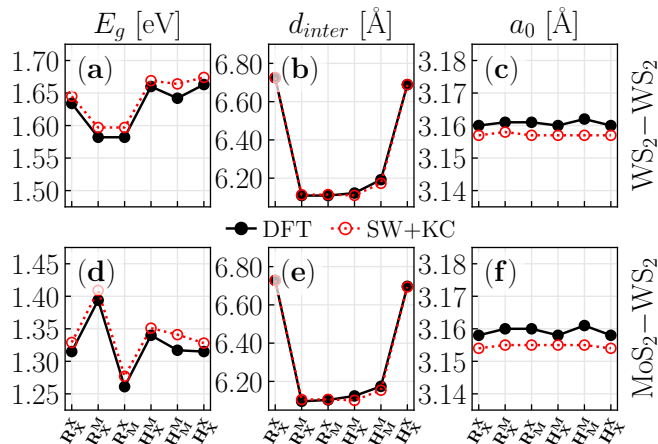 E_g [eV] d_inter [Å] a_0 [Å]
(a) (b) (c)
1.70 1.65 1.60 1.55 1.50
6.80 6.60 6.40 6.20
3.18 3.17 3.16 3.15 3.14
WS₂−WS₂
DFT SW+KC
(d) (e) (f)
1.45 1.40 1.35 1.30 1.25
6.80 6.60 6.40 6.20
3.18 3.17 3.16 3.15 3.14
MoS₂−WS₂
R^X_X R^M_X R^X_M H^M_X H^M_M H^X_X
R^X_X R^M_X R^X_M H^M_X H^M_M H^X_X
R^X_X R^M_X R^X_M H^M_X H^M_M H^X_X